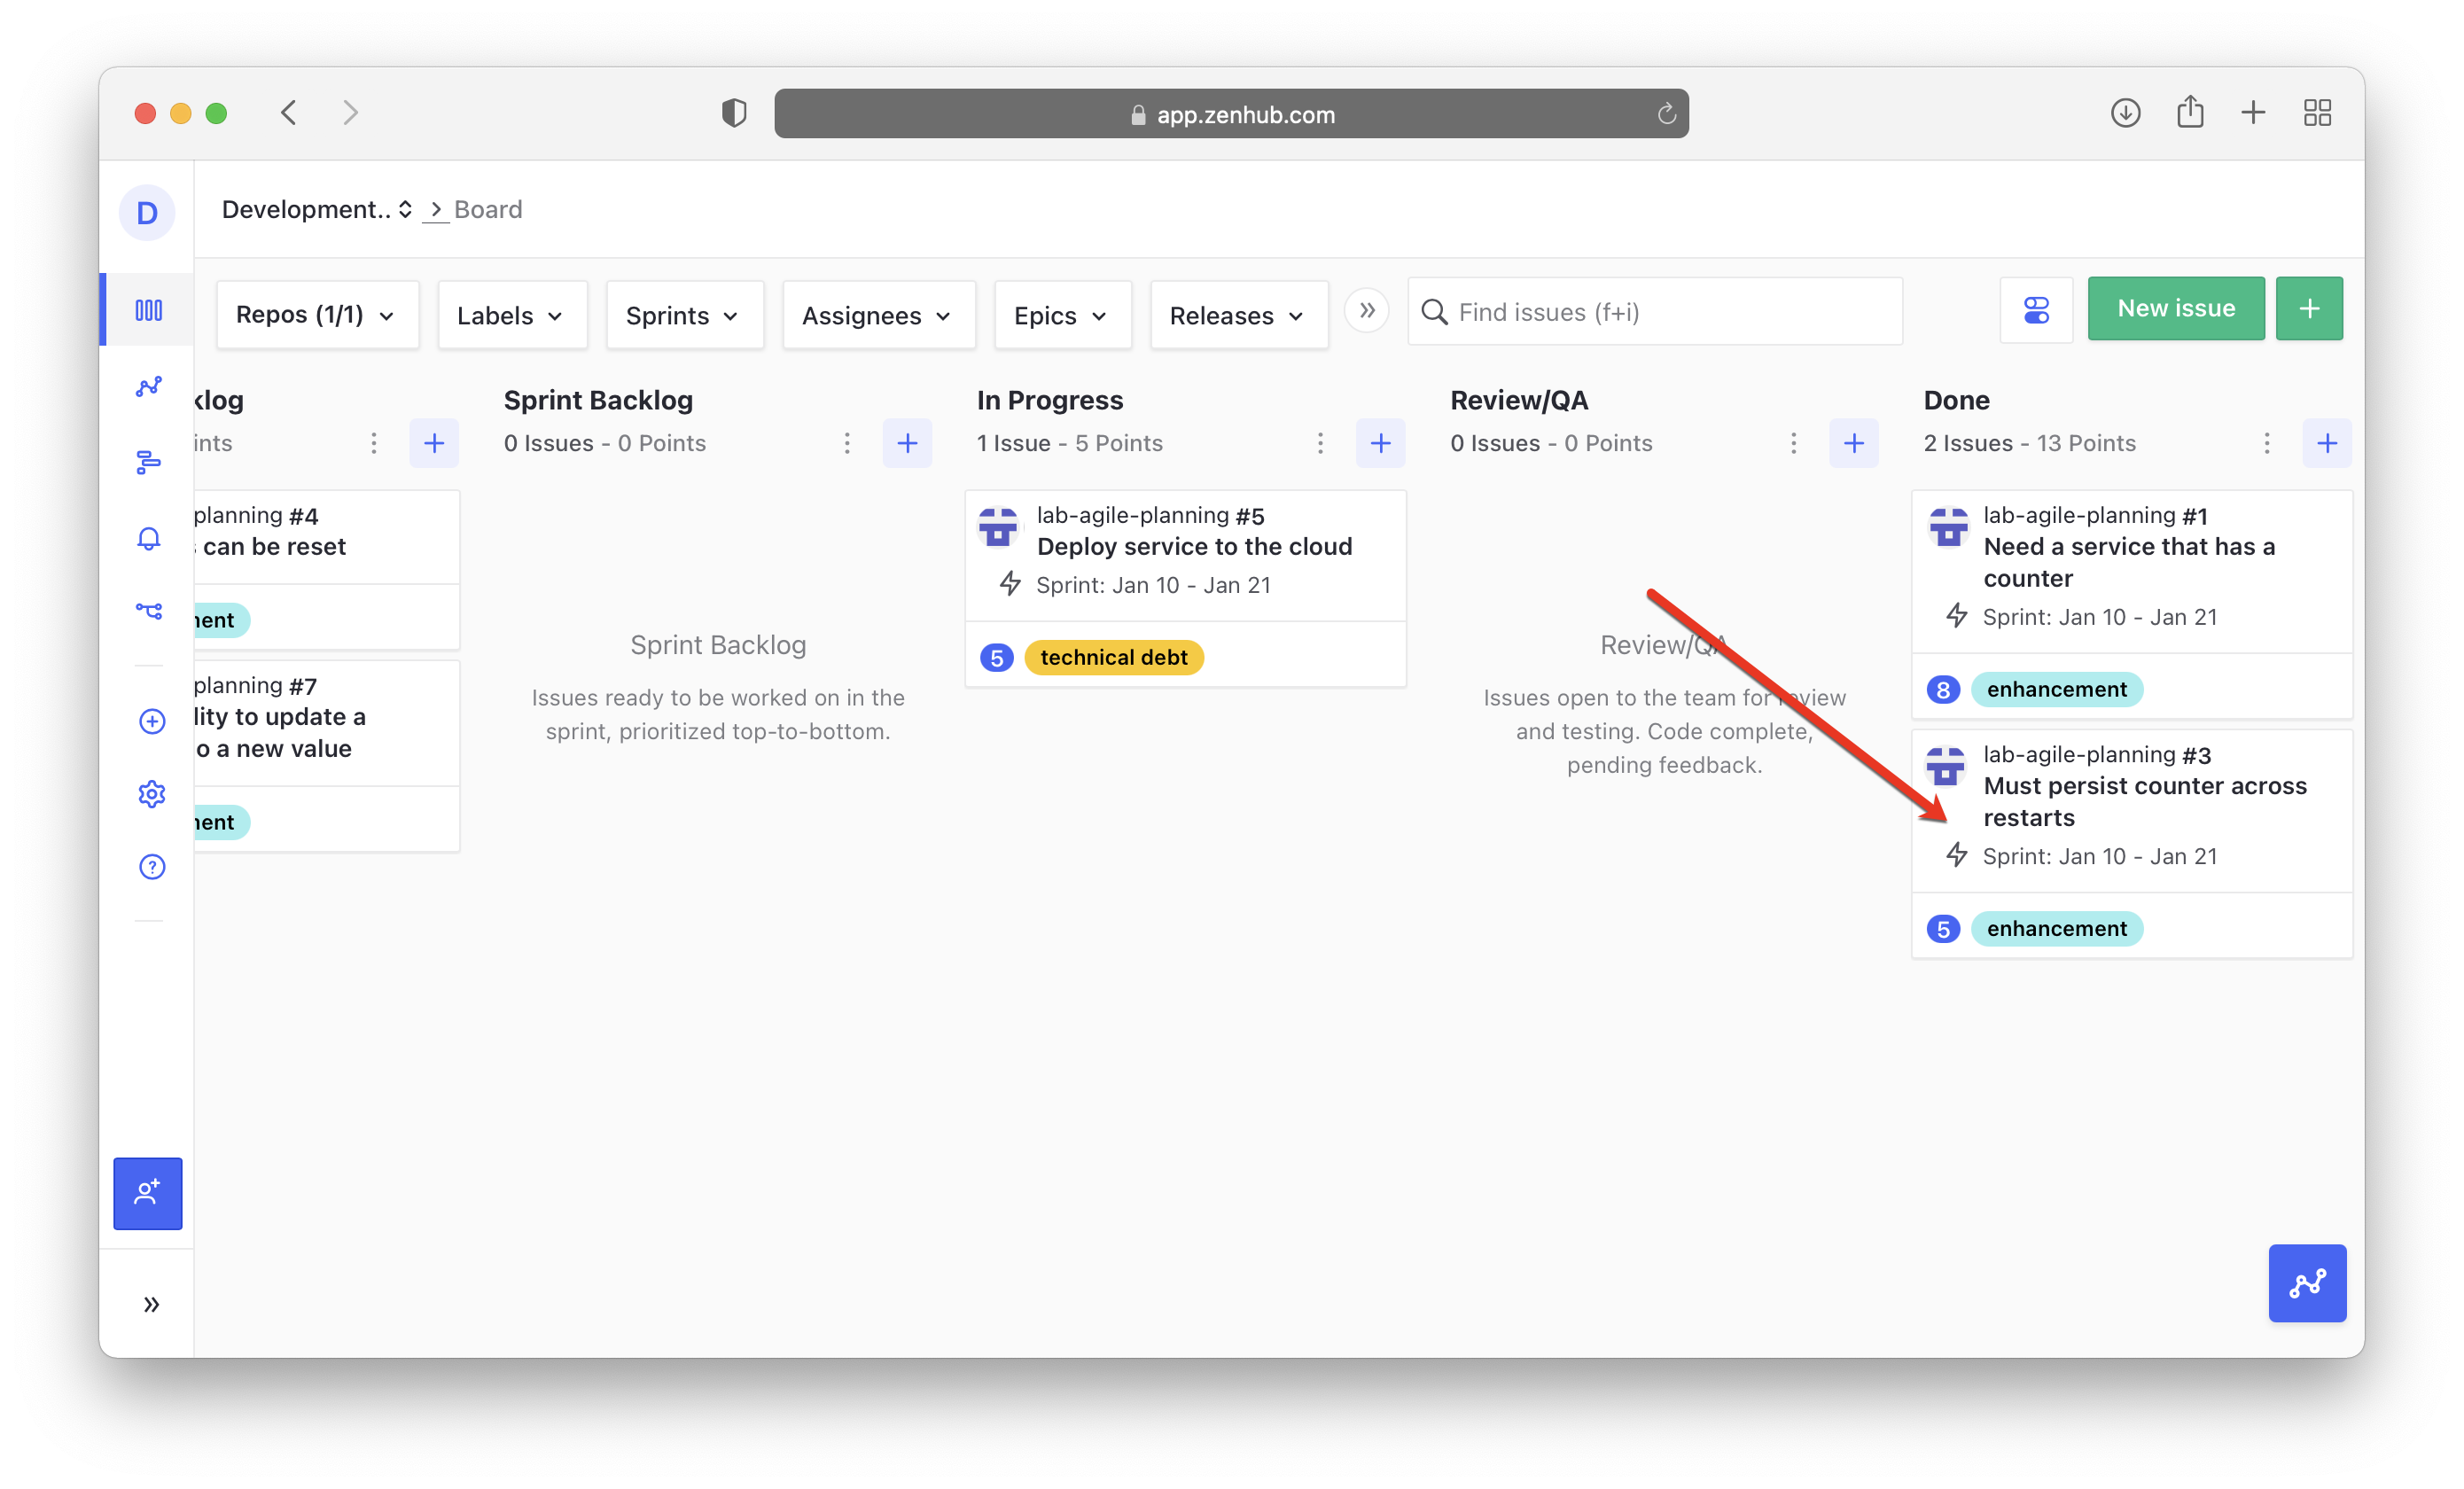 app.zenhub.com
D
Development.. > Board
Repos (1/1)
Labels
Sprints
Assignees
Epics
Releases
Find issues (f+i)
New issue
klog
ints
planning #4
can be reset
nent
planning #7
lity to update a
o a new value
nent
Sprint Backlog
0 Issues - 0 Points
Sprint Backlog
Issues ready to be worked on in the
sprint, prioritized top-to-bottom.
In Progress
1 Issue - 5 Points
lab-agile-planning #5
Deploy service to the cloud
Sprint: Jan 10 - Jan 21
5 technical debt
Review/QA
0 Issues - 0 Points
Review/QA
Issues open to the team for review
and testing. Code complete,
pending feedback.
Done
2 Issues - 13 Points
lab-agile-planning #1
Need a service that has a
counter
Sprint: Jan 10 - Jan 21
8 enhancement
lab-agile-planning #3
Must persist counter across
restarts
Sprint: Jan 10 - Jan 21
5 enhancement